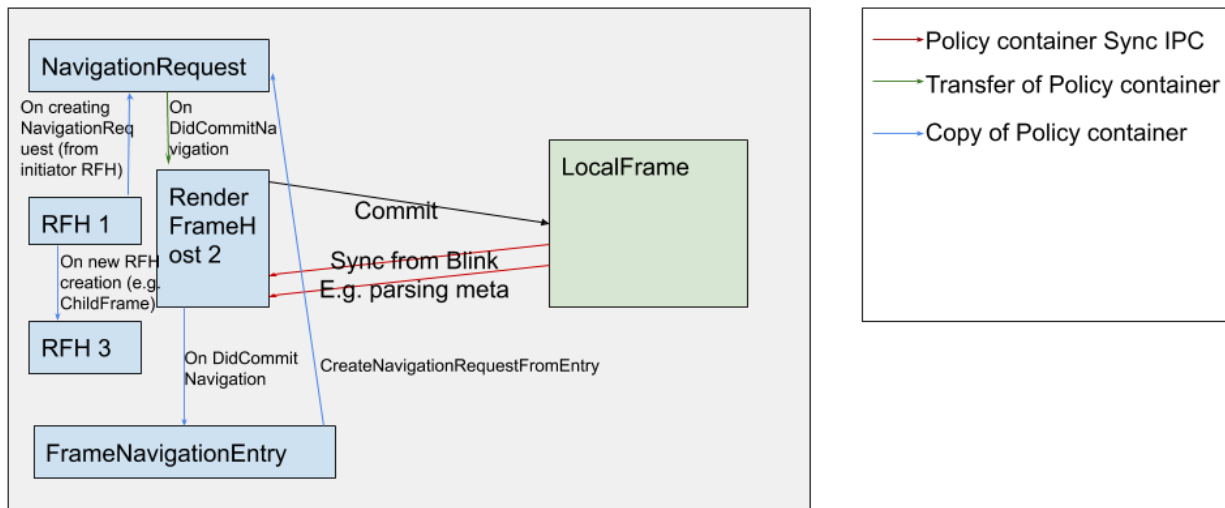 NavigationRequest
On creating
NavigationReq
uest (from
initiator RFH)
On
DidCommitNa
vigation
RFH 1
Render
FrameH
ost 2
On new RFH
creation (e.g.
ChildFrame)
RFH 3
On DidCommit
Navigation
CreateNavigationRequestFromEntry
FrameNavigationEntry
Commit
Sync from Blink
E.g. parsing meta
LocalFrame
Policy container Sync IPC
Transfer of Policy container
Copy of Policy container